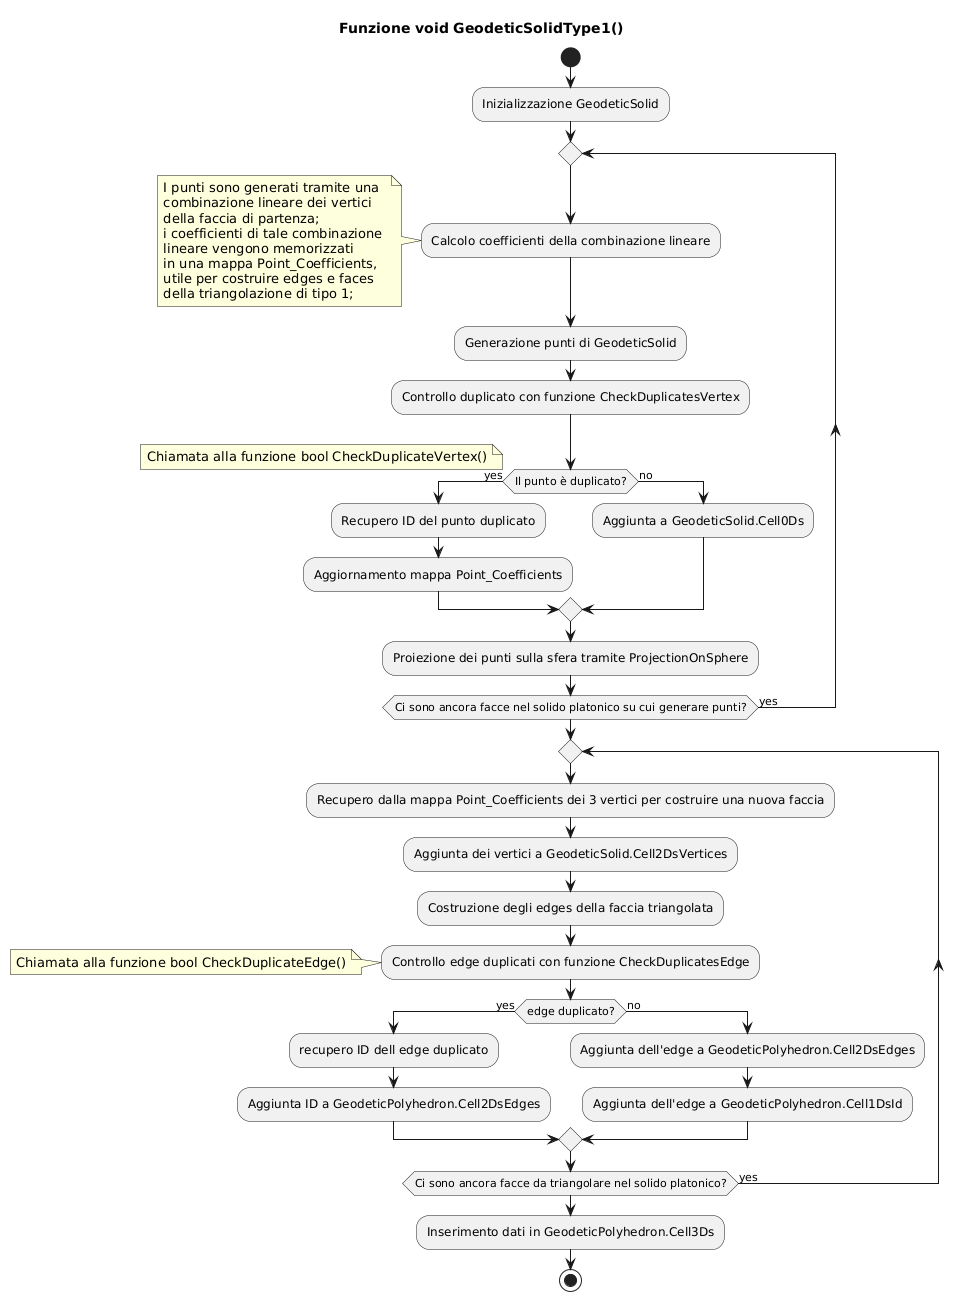 Funzione void GeodeticSolidType1()
Inizializzazione GeodeticSolid
I punti sono generati tramite una
combinazione lineare dei vertici
della faccia di partenza;
i coefficienti di tale combinazione
lineare vengono memorizzati
in una mappa Point_Coefficients,
utile per costruire edges e faces
della triangolazione di tipo 1;
Calcolo coefficienti della combinazione lineare
Generazione punti di GeodeticSolid
Controllo duplicato con funzione CheckDuplicatesVertex
Chiamata alla funzione bool CheckDuplicateVertex()
yes
Il punto è duplicato?
no
Recupero ID del punto duplicato
Aggiunta a GeodeticSolid.Cell0Ds
Aggiornamento mappa Point_Coefficients
Proiezione dei punti sulla sfera tramite ProjectionOnSphere
Ci sono ancora facce nel solido platonico su cui generare punti?
yes
Recupero dalla mappa Point_Coefficients dei 3 vertici per costruire una nuova faccia
Aggiunta dei vertici a GeodeticSolid.Cell2DsVertices
Costruzione degli edges della faccia triangolata
Chiamata alla funzione bool CheckDuplicateEdge()
Controllo edge duplicati con funzione CheckDuplicatesEdge
yes
edge duplicato?
no
recupero ID dell edge duplicato
Aggiunta dell'edge a GeodeticPolyhedron.Cell2DsEdges
Aggiunta ID a GeodeticPolyhedron.Cell2DsEdges
Aggiunta dell'edge a GeodeticPolyhedron.Cell1DsId
Ci sono ancora facce da triangolare nel solido platonico?
yes
Inserimento dati in GeodeticPolyhedron.Cell3Ds